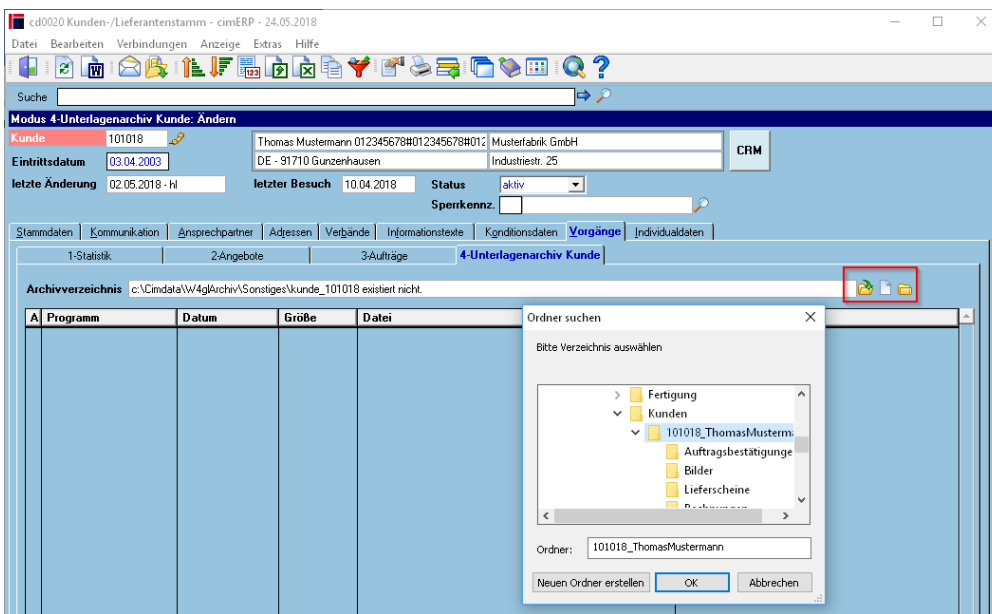 cd0020 Kunden-/Lieferantenstamm - cimERP - 24.05.2018
Datei Bearbeiten Verbindungen Anzeige Extras Hilfe
W 123 ?
Suche
Modus 4-Unterlagenarchiv Kunde: Ändern
Kunde 101018 Thomas Mustermann 012345678#012345678#012 Musterfabrik GmbH
CRM
Eintrittsdatum 03.04.2003 DE - 91710 Gunzenhausen Industriestr. 25
letzte Änderung 02.05.2018 - hl letzter Besuch 10.04.2018 Status aktiv
Sperrkennz.
Stammdaten Kommunikation Ansprechpartner Adressen Verbände Informationstexte Konditionsdaten Vorgänge Individualdaten
1-Statistik 2-Angebote 3-Aufträge 4-Unterlagenarchiv Kunde
Archivverzeichnis c:\Cimdata\W4glArchiv\Sonstiges\kunde_101018 existiert nicht.
A Programm Datum Größe Datei
Ordner suchen
Bitte Verzeichnis auswählen
Fertigung
Kunden
101018_ThomasMusterm
Auftragsbestätigunge
Bilder
Lieferscheine
Rechnungen
Ordner: 101018_ThomasMustermann
Neuen Ordner erstellen OK Abbrechen